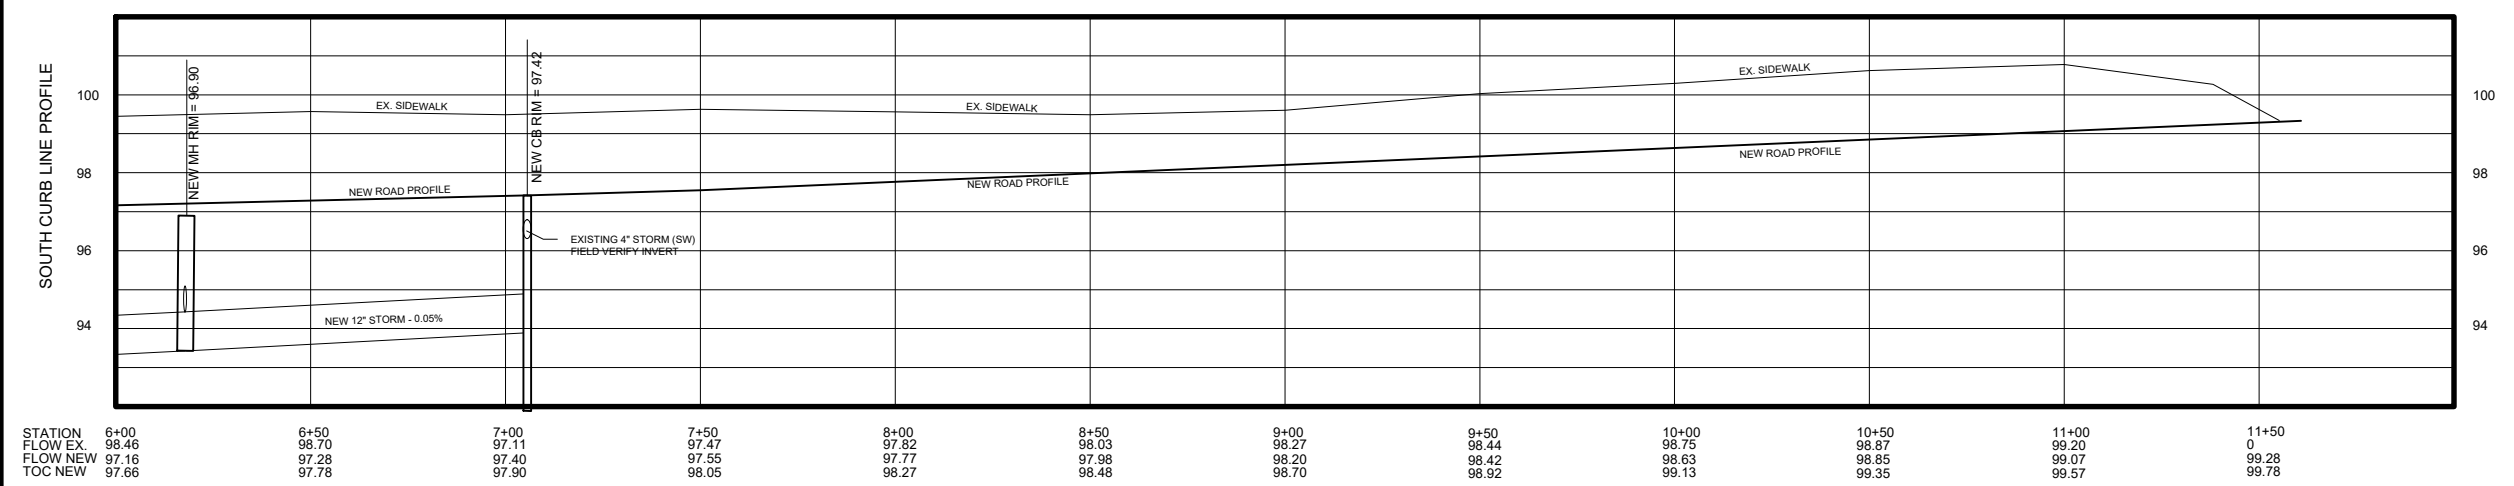 SOUTH CURB LINE PROFILE
NEW MH RIM = 96.90
NEW CB RIM = 97.42
100
98
96
94
EX. SIDEWALK
EX. SIDEWALK
EX. SIDEWALK
NEW ROAD PROFILE
NEW ROAD PROFILE
NEW ROAD PROFILE
EXISTING 4" STORM (SW)
FIELD VERIFY INVERT
NEW 12" STORM - 0.05%
100
98
96
94
STATION 6+00 6+50 7+00 7+50 8+00 8+50 9+00 9+50 10+00 10+50 11+00 11+50
FLOW EX. 98.46 98.70 97.11 97.47 97.82 98.03 98.27 98.44 98.75 98.87 99.20 0
FLOW NEW 97.16 97.28 97.40 97.55 97.77 97.98 98.20 98.42 98.63 98.85 99.07 99.28
TOC NEW 97.66 97.78 97.90 98.05 98.27 98.48 98.70 98.92 99.13 99.35 99.57 99.78